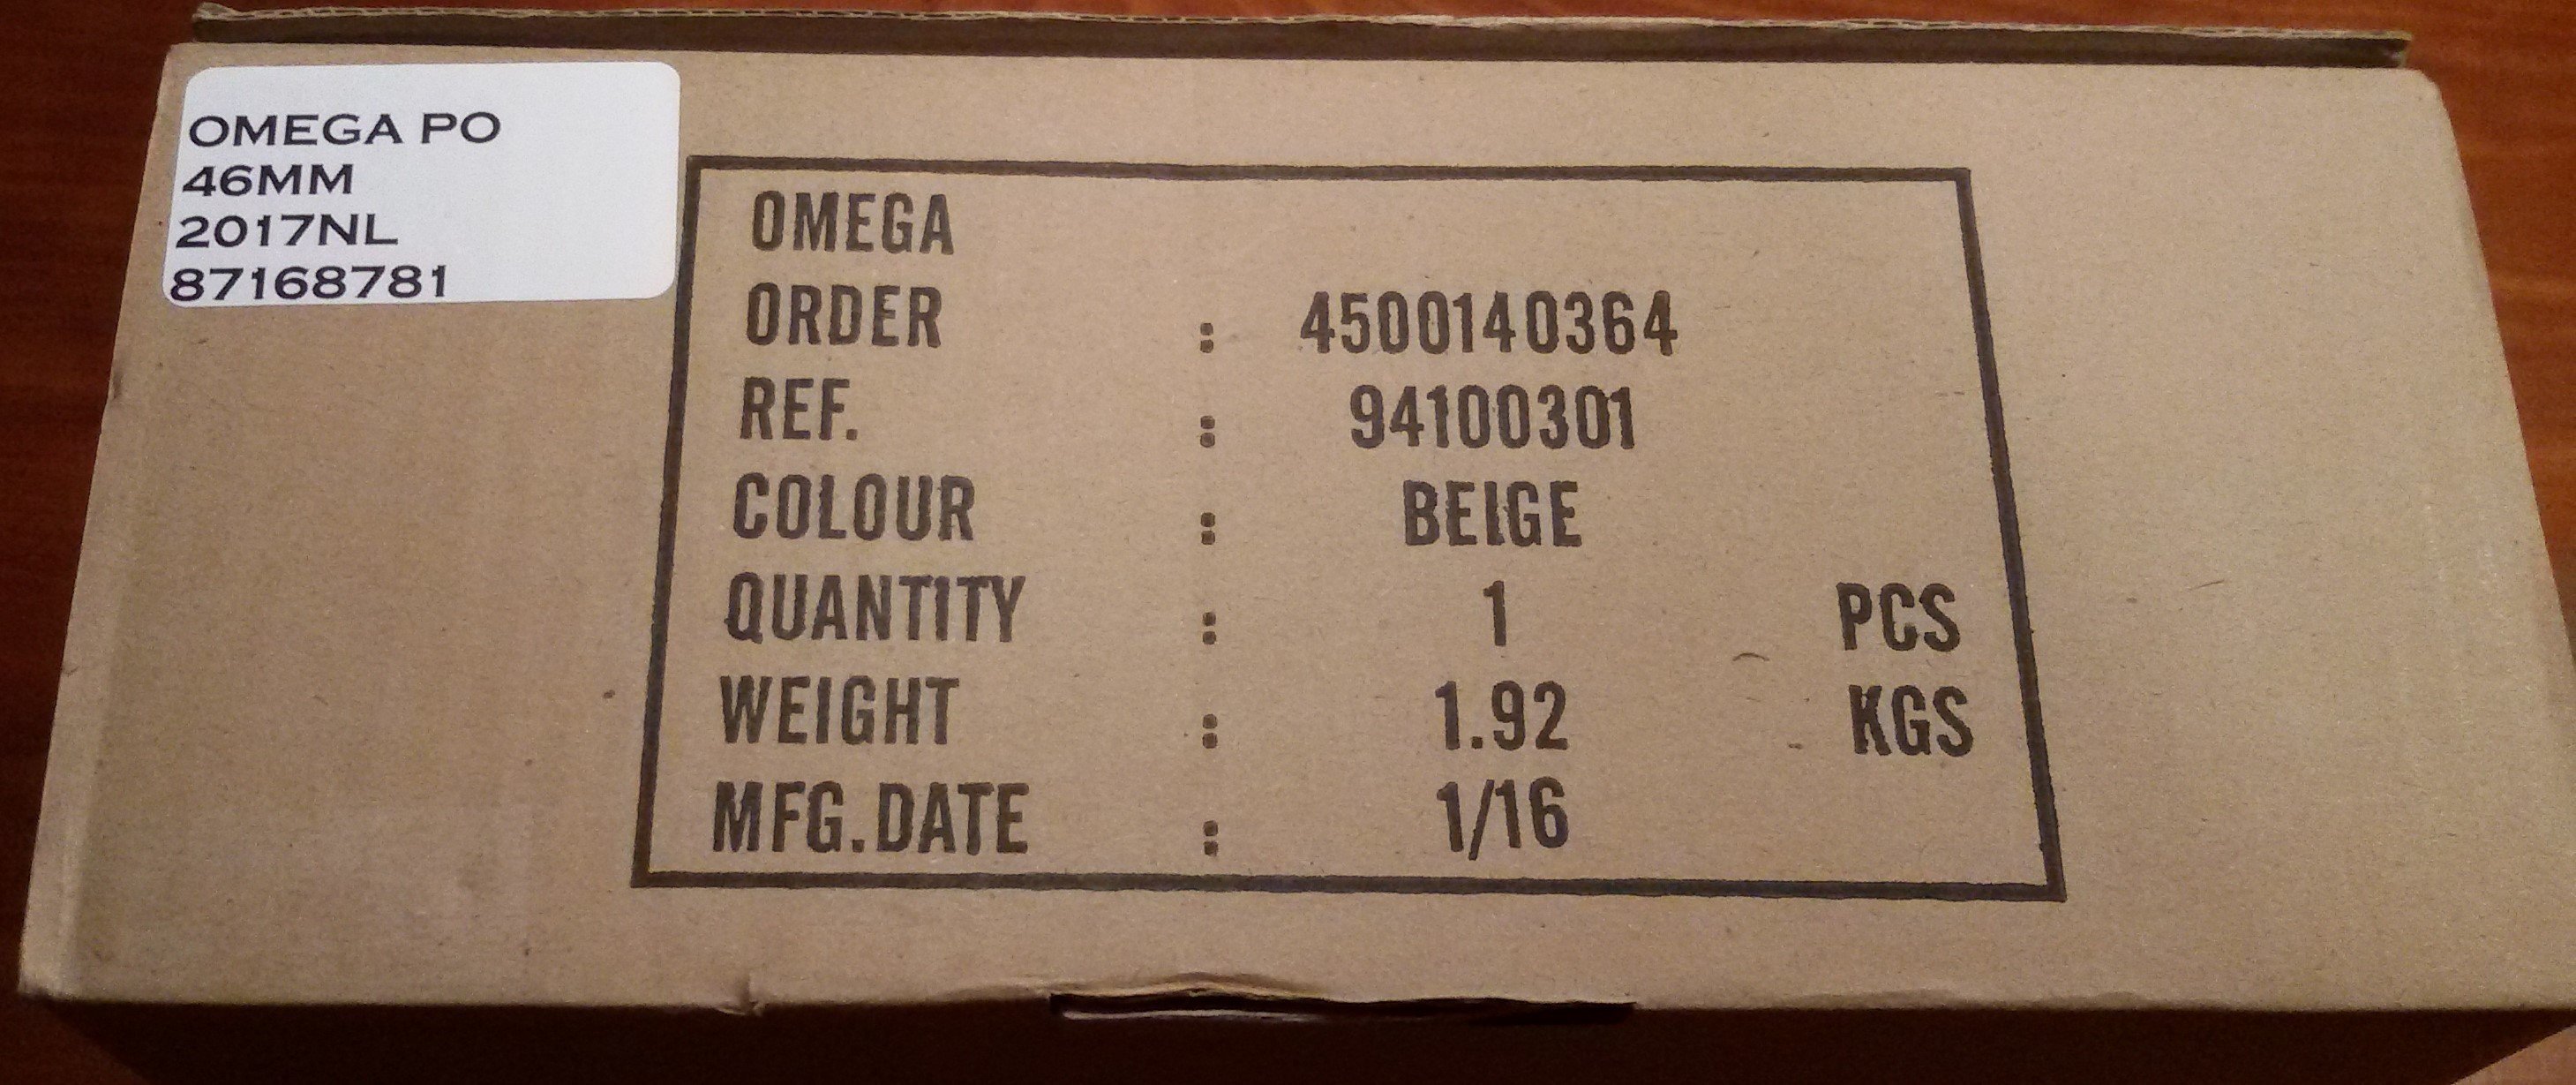 OMEGA PO
46MM
2017NL
87168781
OMEGA
ORDER : 4500140364
REF. : 94100301
COLOUR : BEIGE
QUANTITY : 1 PCS
WEIGHT : 1.92 KGS
MFG.DATE : 1/16